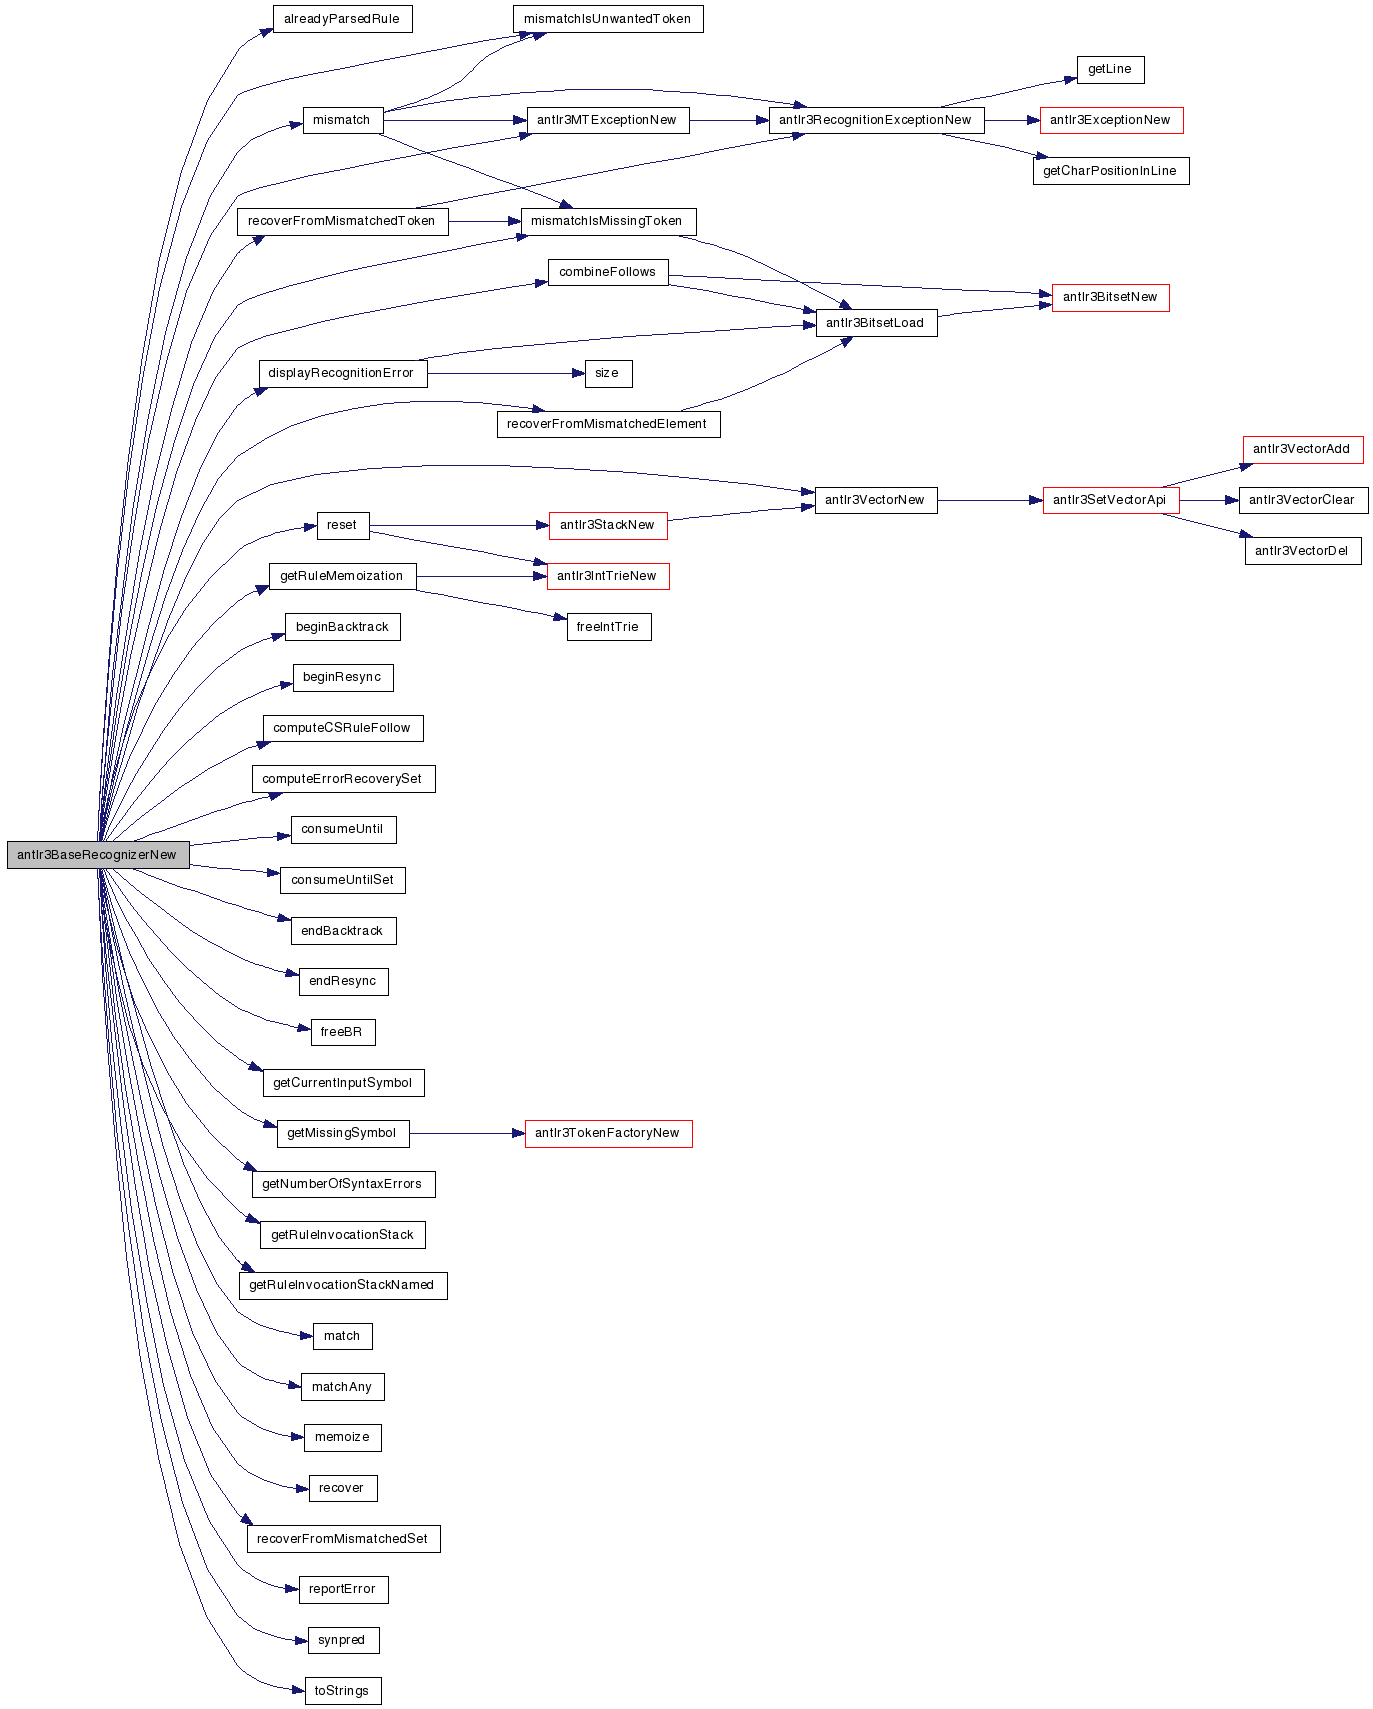 alreadyParsedRule
mismatchIsUnwantedToken
getLine
mismatch
antlr3MTExceptionNew
antlr3RecognitionExceptionNew
antlr3ExceptionNew
getCharPositionInLine
recoverFromMismatchedToken
mismatchIsMissingToken
combineFollows
antlr3BitsetNew
antlr3BitsetLoad
displayRecognitionError
size
recoverFromMismatchedElement
antlr3VectorAdd
antlr3VectorNew
antlr3SetVectorApi
antlr3VectorClear
reset
antlr3StackNew
antlr3VectorDel
getRuleMemoization
antlr3IntTrieNew
beginBacktrack
freeIntTrie
beginResync
computeCSRuleFollow
computeErrorRecoverySet
consumeUntil
antlr3BaseRecognizerNew
consumeUntilSet
endBacktrack
endResync
freeBR
getCurrentInputSymbol
getMissingSymbol
antlr3TokenFactoryNew
getNumberOfSyntaxErrors
getRuleInvocationStack
getRuleInvocationStackNamed
match
matchAny
memoize
recover
recoverFromMismatchedSet
reportError
synpred
toStrings